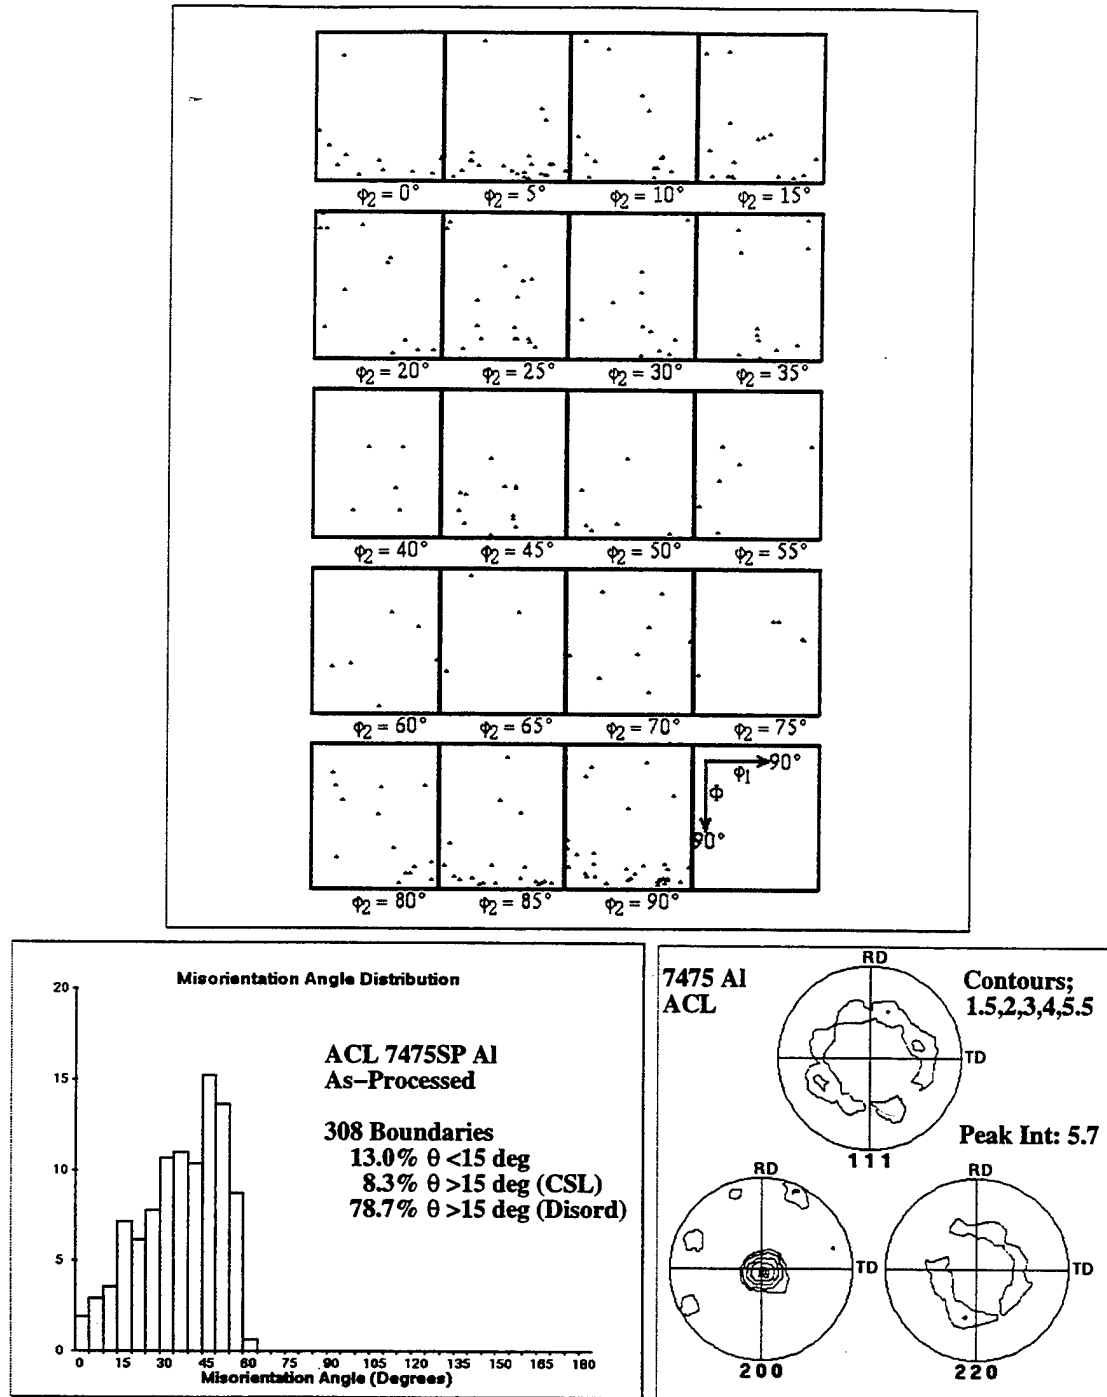 φ2 = 0° φ2 = 5° φ2 = 10° φ2 = 15°
φ2 = 20° φ2 = 25° φ2 = 30° φ2 = 35°
φ2 = 40° φ2 = 45° φ2 = 50° φ2 = 55°
φ2 = 60° φ2 = 65° φ2 = 70° φ2 = 75°
90°
φ1
Φ
90°
φ2 = 80° φ2 = 85° φ2 = 90°
Misorientation Angle Distribution
20
15
10
5
0
0 15 30 45 60 75 90 105 120 135 150 165 180
Misorientation Angle (Degrees)
ACL 7475SP Al
As-Processed
308 Boundaries
13.0% θ <15 deg
8.3% θ >15 deg (CSL)
78.7% θ >15 deg (Disord)
7475 Al
ACL
RD
Contours;
1.5,2,3,4,5.5
TD
111
Peak Int: 5.7
RD
TD
200
RD
TD
220